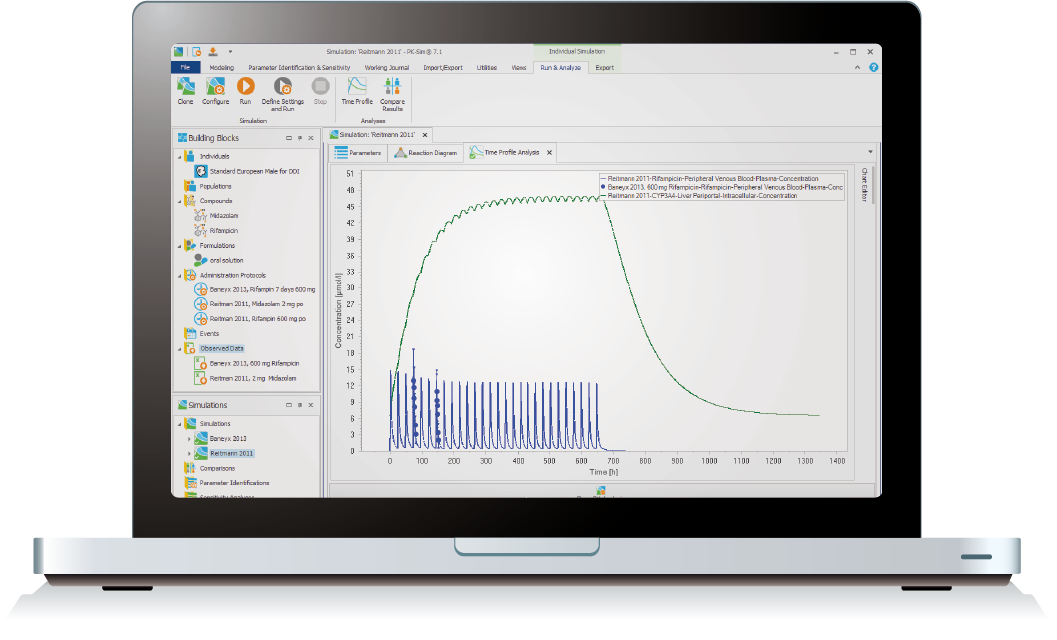 Simulation: 'Reitmann 2011' - PK-Sim® 7.1
Individual Simulation
File Modeling Parameter Identification & Sensitivity Working Journal Import/Export Utilities Views Run & Analyze Export
Clone Configure Run Define Settings and Run Stop Time Profile Compare Results
Simulation Analyses
Building Blocks
Individuals
Standard European Male for DDI
Populations
Compounds
Midazolam
Rifampicin
Formulations
oral solution
Administration Protocols
Baneyx 2013, Rifampin 7 days 600 mg
Reitman 2011, Midazolam 2 mg po
Reitman 2011, Rifampin 600 mg po
Events
Observed Data
Baneyx 2013, 600 mg Rifampicin
Reitman 2011, 2 mg Midazolam
Simulations
Simulations
Baneyx 2013
Reitmann 2011
Comparisons
Parameter Identifications
Sensitivity Analyses
Simulation: 'Reitmann 2011'
Parameters Reaction Diagram Time Profile Analysis
Chart Editor
Reitmann 2011-Rifampicin-Peripheral Venous Blood-Plasma-Concentration
Baneyx 2013, 600 mg Rifampicin-Rifampicin-Peripheral Venous Blood-Plasma-Conc
Reitmann 2011-CYP3A4-Liver Periportal-Intracellular-Concentration
Concentration [µmol/l]
51
48
45
42
39
36
33
30
27
24
21
18
15
12
9
6
3
0
0 100 200 300 400 500 600 700 800 900 1000 1100 1200 1300 1400
Time [h]